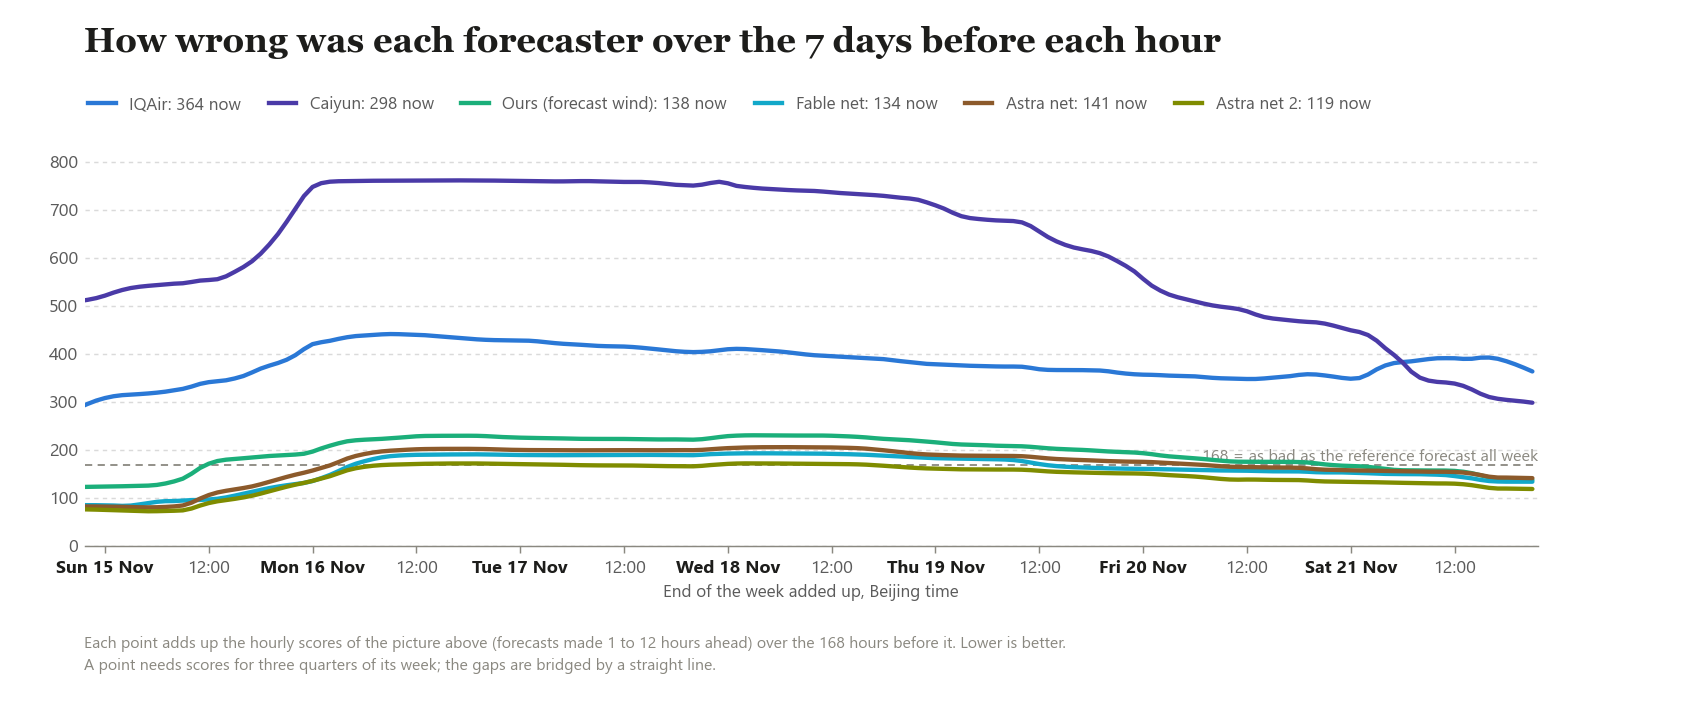 How wrong was each forecaster over the 7 days before each hour
IQAir: 364 now Caiyun: 298 now Ours (forecast wind): 138 now Fable net: 134 now Astra net: 141 now Astra net 2: 119 now
800
700
600
500
400
300
200
168 = as bad as the reference forecast all week
100
0
Sun 15 Nov 12:00 Mon 16 Nov 12:00 Tue 17 Nov 12:00 Wed 18 Nov 12:00 Thu 19 Nov 12:00 Fri 20 Nov 12:00 Sat 21 Nov 12:00
End of the week added up, Beijing time
Each point adds up the hourly scores of the picture above (forecasts made 1 to 12 hours ahead) over the 168 hours before it. Lower is better.
A point needs scores for three quarters of its week; the gaps are bridged by a straight line.